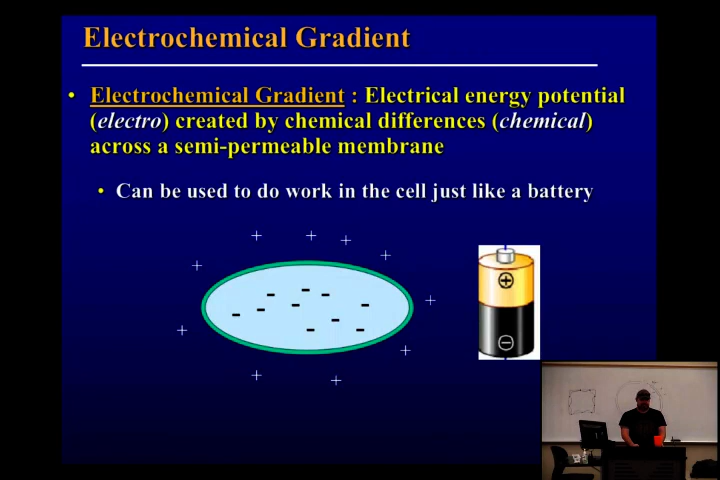 Electrochemical Gradient
• Electrochemical Gradient : Electrical energy potential
(electro) created by chemical differences (chemical)
across a semi-permeable membrane
• Can be used to do work in the cell just like a battery
+ + +
+
+
- - -
- - - -
+
- -
- -
+
+
+ +
+
-